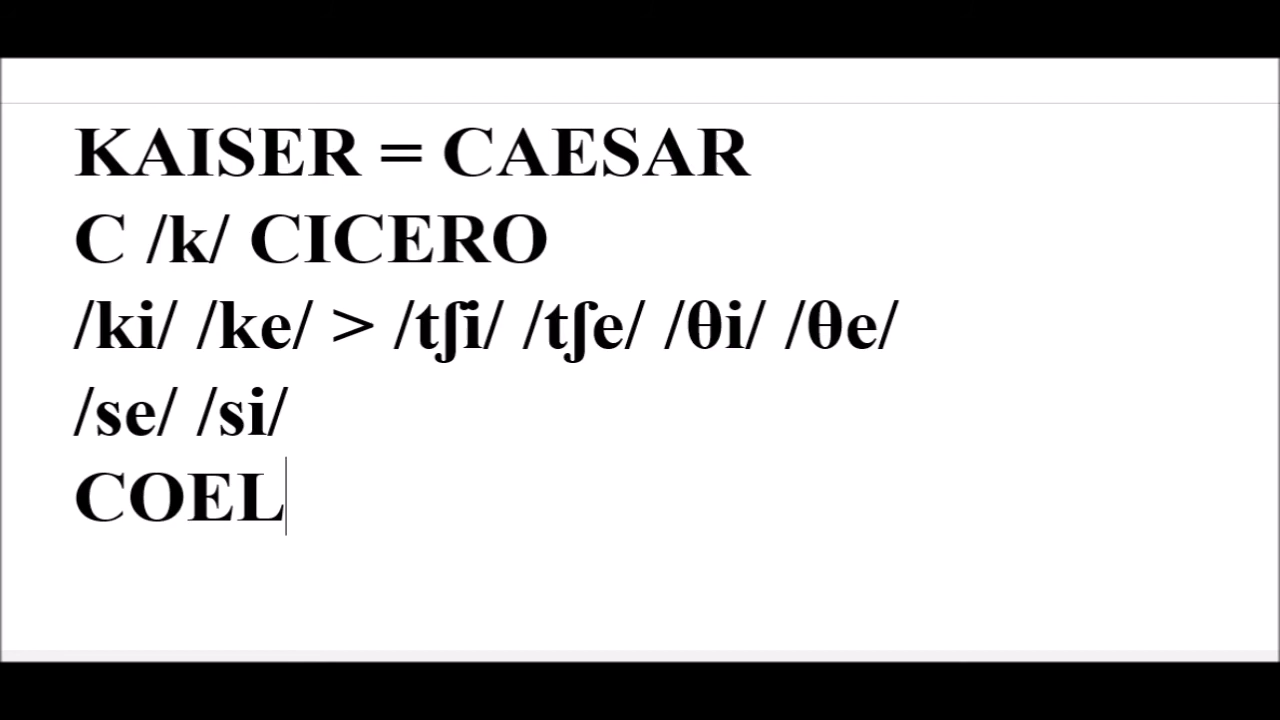 KAISER = CAESAR
C /k/ CICERO
/ki/ /ke/ > /tʃi/ /tʃe/ /θi/ /θe/
/se/ /si/
COEL